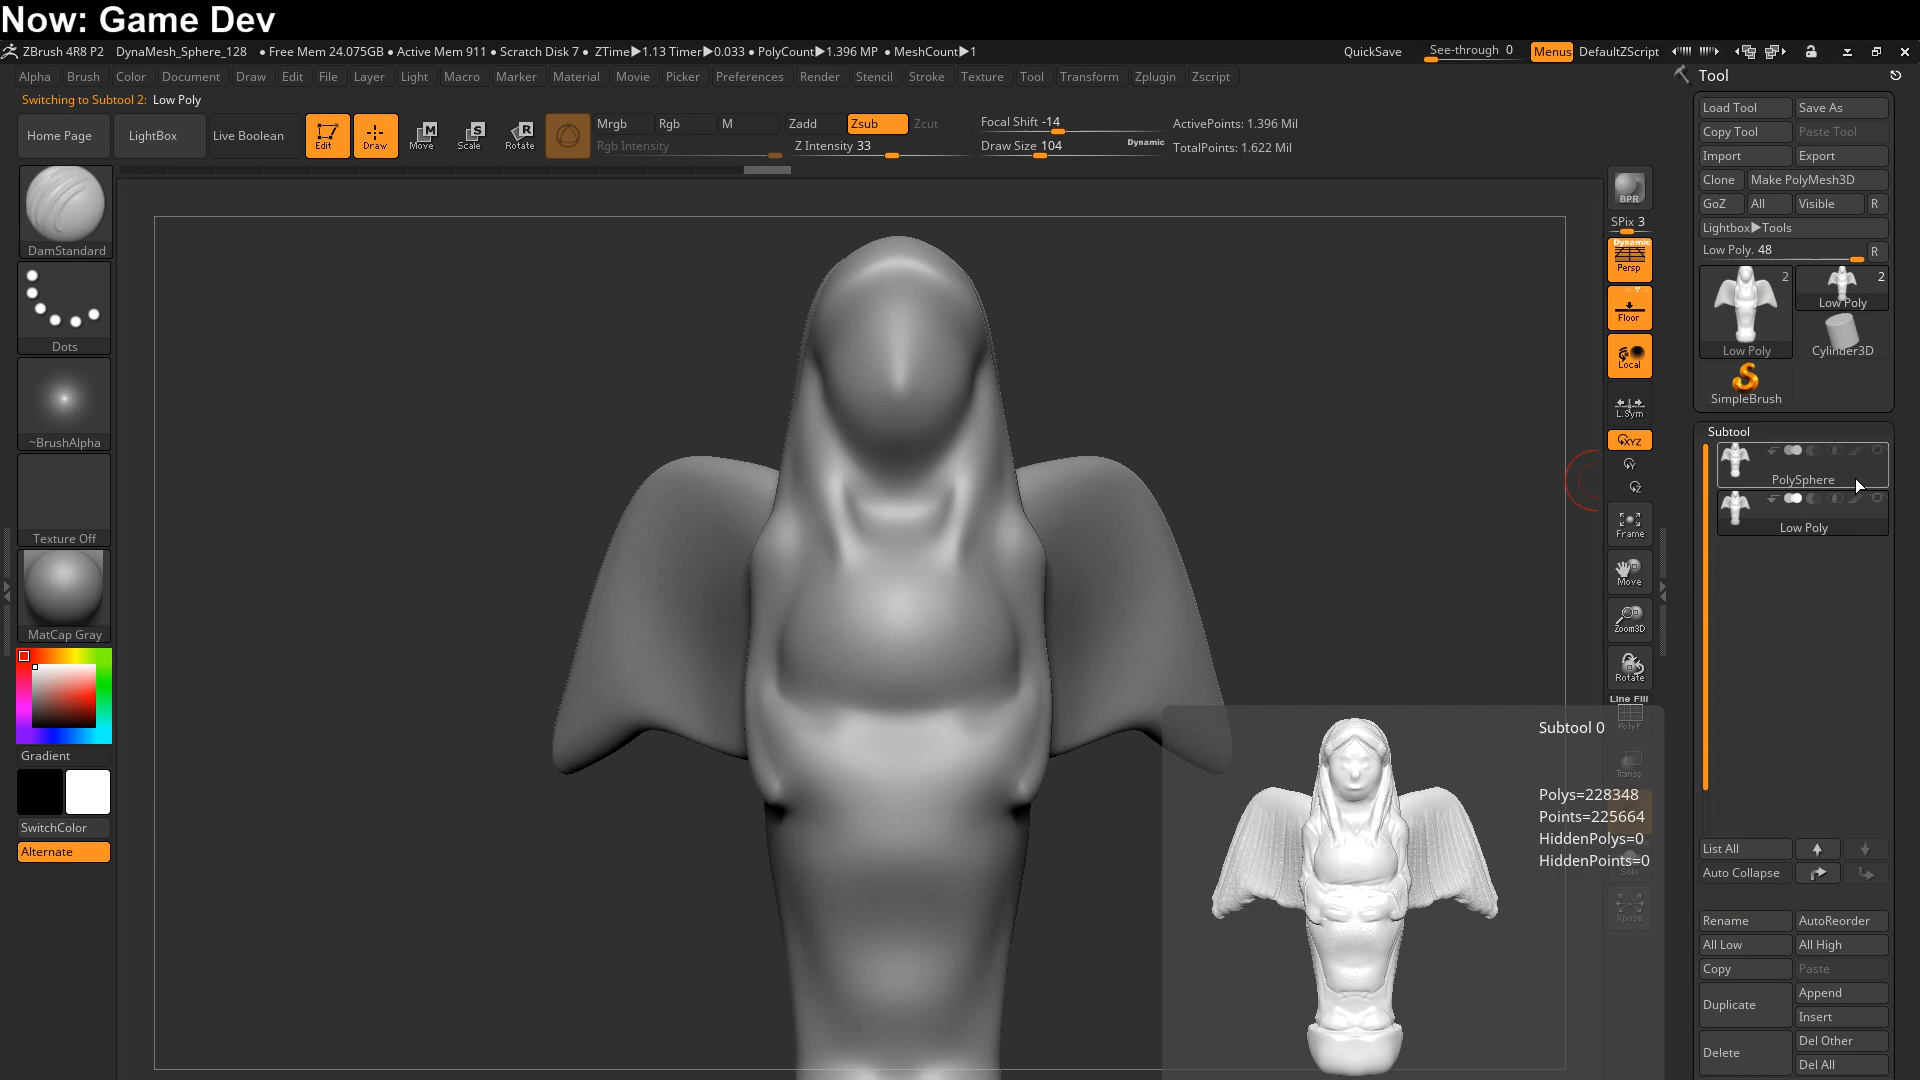 Now: Game Dev
ZBrush 4R8 P2 DynaMesh_Sphere_128 ● Free Mem 24.075GB ● Active Mem 911 ● Scratch Disk 7 ● ZTime▶1.13 Timer▶0.033 ● PolyCount▶1.396 MP ● MeshCount▶1 QuickSave See-through 0 Menus DefaultZScript
Alpha Brush Color Document Draw Edit File Layer Light Macro Marker Material Movie Picker Preferences Render Stencil Stroke Texture Tool Transform Zplugin Zscript
Switching to Subtool 2: Low Poly
Home Page LightBox Live Boolean Edit Draw Move Scale Rotate
M S R
Mrgb Rgb M Zadd Zsub Zcut Focal Shift -14 ActivePoints: 1.396 Mil
Rgb Intensity Z Intensity 33 Draw Size 104 Dynamic TotalPoints: 1.622 Mil
DamStandard
Dots
~BrushAlpha
Texture Off
MatCap Gray
Gradient
SwitchColor
Alternate
BPR
SPix 3
Dynamic
Persp
Floor
Local
L.Sym
XYZ
Y
Z
Frame
Move
Zoom3D
Rotate
Line Fill
PolyF
Transp
Solo
Xpose
Subtool 0
Polys=228348
Points=225664
HiddenPolys=0
HiddenPoints=0
Tool
Load Tool Save As
Copy Tool Paste Tool
Import Export
Clone Make PolyMesh3D
GoZ All Visible R
Lightbox▶Tools
Low Poly. 48 R
2 2
Low Poly
Low Poly Cylinder3D
SimpleBrush
Subtool
PolySphere
Low Poly
List All
Auto Collapse
Rename AutoReorder
All Low All High
Copy Paste
Duplicate Append
Insert
Delete Del Other
Del All